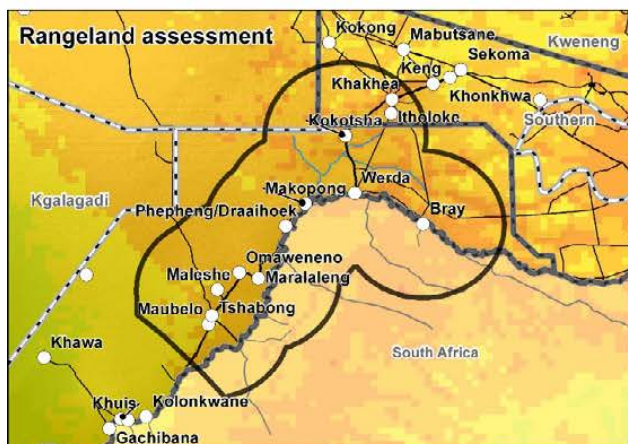 Rangeland assessment
Kokong
Mabutsane
Kweneng
Sekoma
Keng
Khakhea
Khonkhwa
Itholoke
Southern
Kokotsha
Kgalagadi
Werda
Makopong
Phepheng/Draaihoek
Bray
Omaweneno
Maleshe
Maralaleng
Tshabong
Maubelo
Khawa
South Africa
Khuis
Kolonkwane
Gachibana